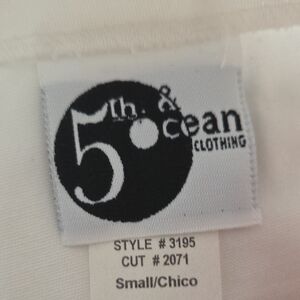 5th. & Ocean
CLOTHING
STYLE # 3195
CUT # 2071
Small/Chico